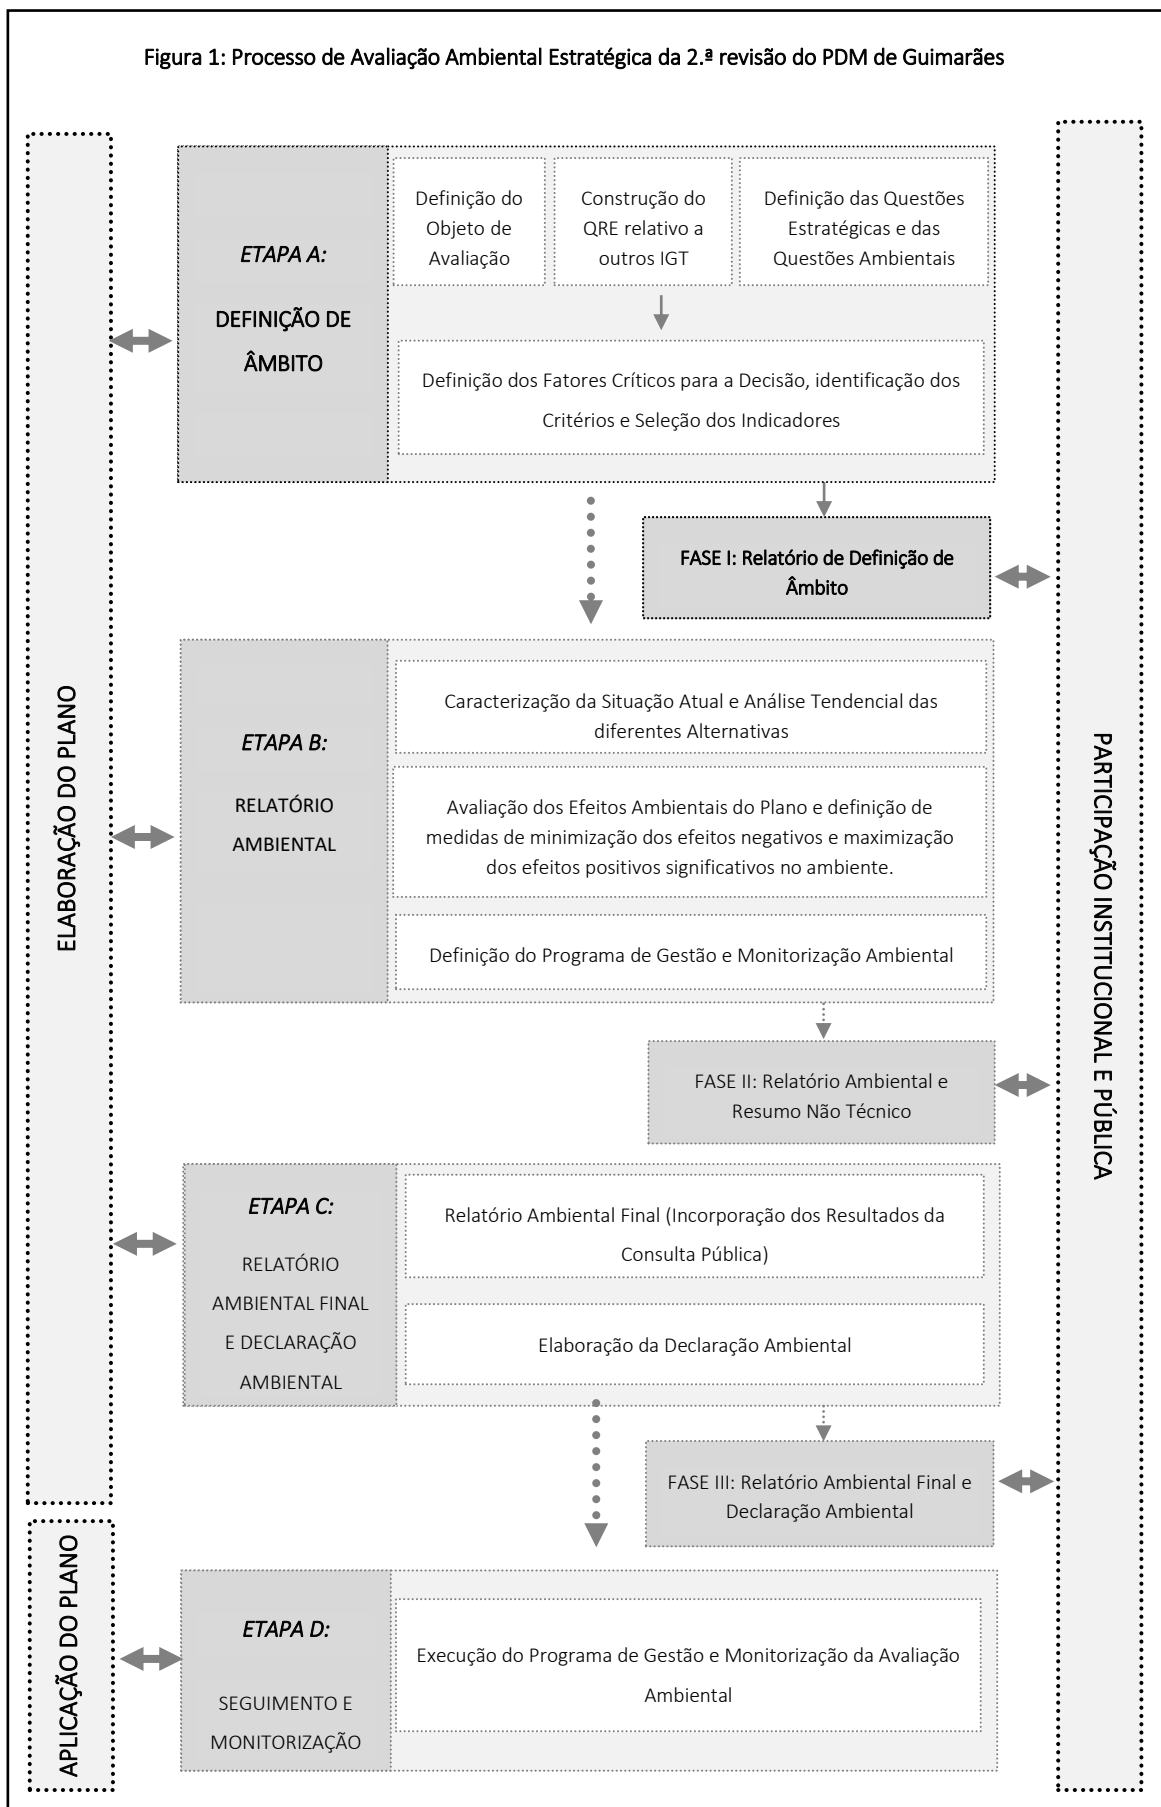 Figura 1: Processo de Avaliação Ambiental Estratégica da 2.ª revisão do PDM de Guimarães
ELABORAÇÃO DO PLANO
ETAPA A:
DEFINIÇÃO DE
ÂMBITO
Definição do
Objeto de
Avaliação
Construção do
QRE relativo a
outros IGT
Definição das Questões
Estratégicas e das
Questões Ambientais
Definição dos Fatores Críticos para a Decisão, identificação dos
Critérios e Seleção dos Indicadores
FASE I: Relatório de Definição de
Âmbito
ETAPA B:
RELATÓRIO
AMBIENTAL
Caracterização da Situação Atual e Análise Tendencial das
diferentes Alternativas
Avaliação dos Efeitos Ambientais do Plano e definição de
medidas de minimização dos efeitos negativos e maximização
dos efeitos positivos significativos no ambiente.
Definição do Programa de Gestão e Monitorização Ambiental
FASE II: Relatório Ambiental e
Resumo Não Técnico
ETAPA C:
RELATÓRIO
AMBIENTAL FINAL
E DECLARAÇÃO
AMBIENTAL
Relatório Ambiental Final (Incorporação dos Resultados da
Consulta Pública)
Elaboração da Declaração Ambiental
FASE III: Relatório Ambiental Final e
Declaração Ambiental
APLICAÇÃO DO PLANO
ETAPA D:
SEGUIMENTO E
MONITORIZAÇÃO
Execução do Programa de Gestão e Monitorização da Avaliação
Ambiental
PARTICIPAÇÃO INSTITUCIONAL E PÚBLICA